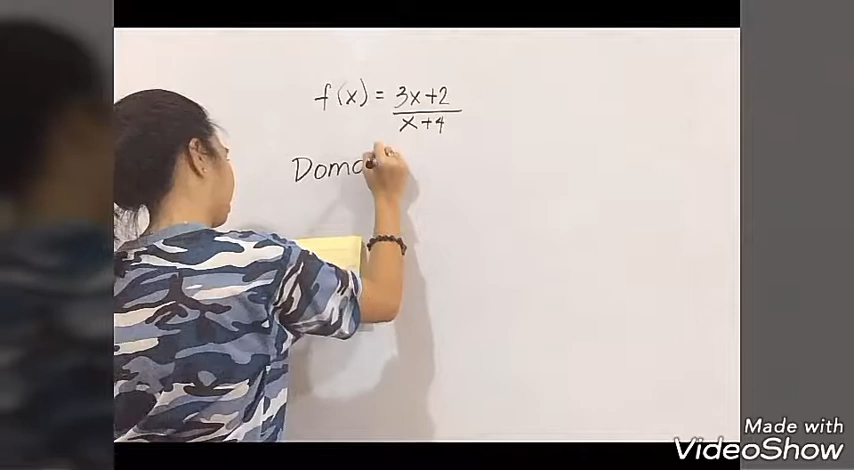 f(x) = 3x+2
x+4
Doma
Made with
VideoShow